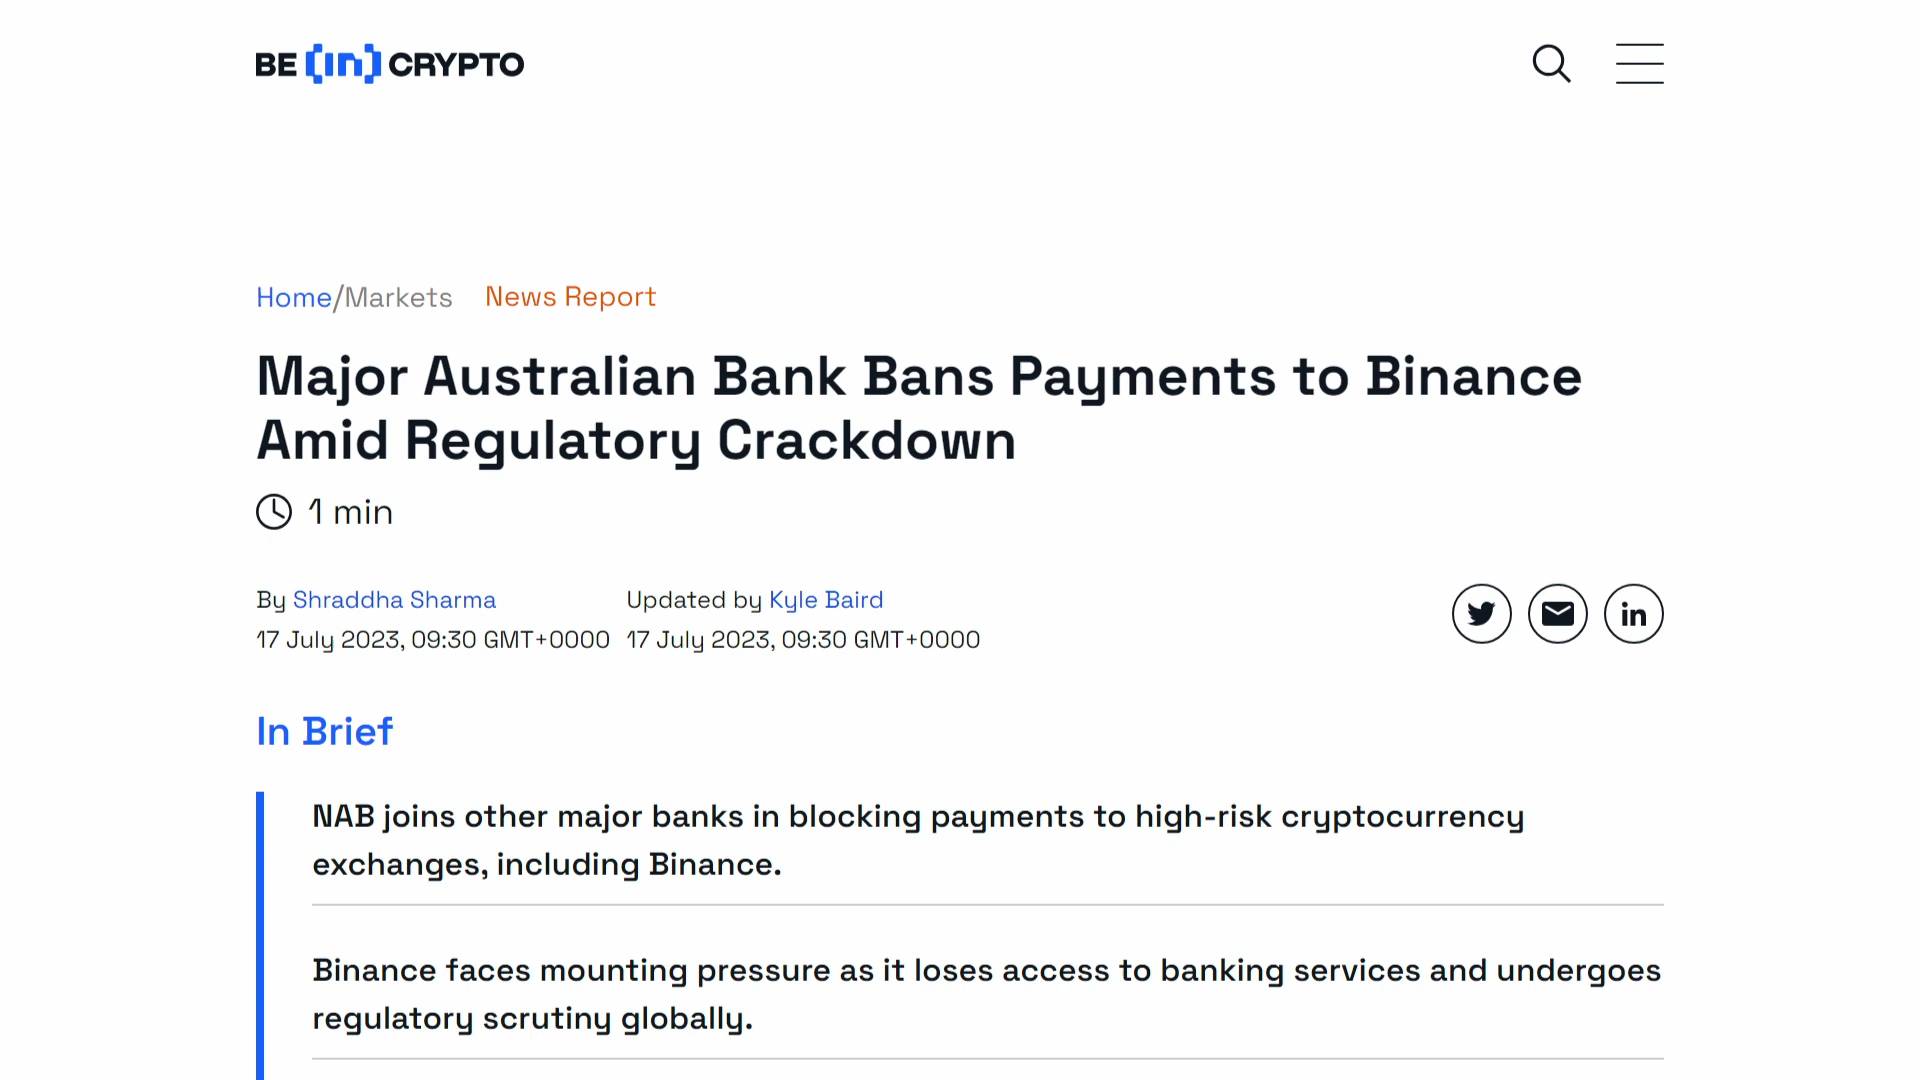 BE [in] CRYPTO
Home/Markets News Report
Major Australian Bank Bans Payments to Binance
Amid Regulatory Crackdown
1 min
By Shraddha Sharma Updated by Kyle Baird
17 July 2023, 09:30 GMT+0000 17 July 2023, 09:30 GMT+0000
in
In Brief
NAB joins other major banks in blocking payments to high-risk cryptocurrency
exchanges, including Binance.
Binance faces mounting pressure as it loses access to banking services and undergoes
regulatory scrutiny globally.